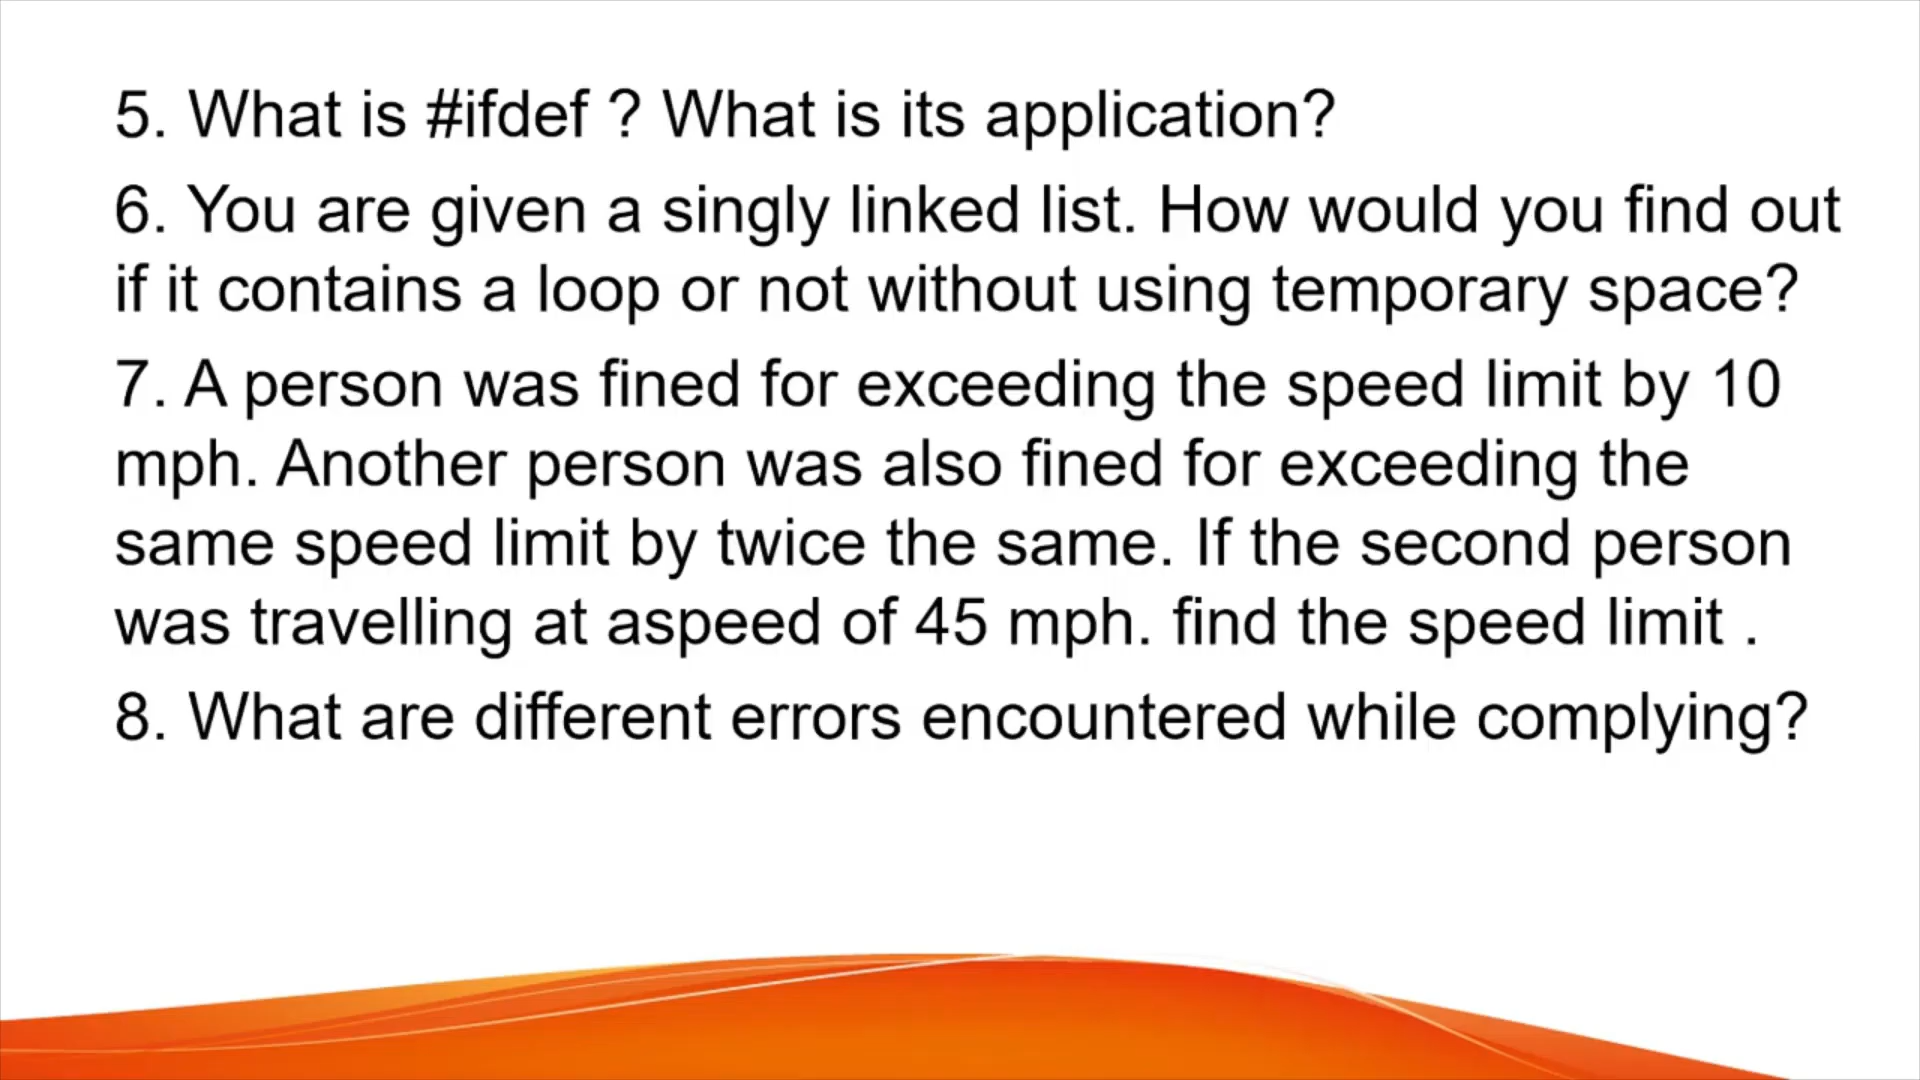 5. What is #ifdef ? What is its application?
6. You are given a singly linked list. How would you find out
if it contains a loop or not without using temporary space?
7. A person was fined for exceeding the speed limit by 10
mph. Another person was also fined for exceeding the
same speed limit by twice the same. If the second person
was travelling at aspeed of 45 mph. find the speed limit .
8. What are different errors encountered while complying?